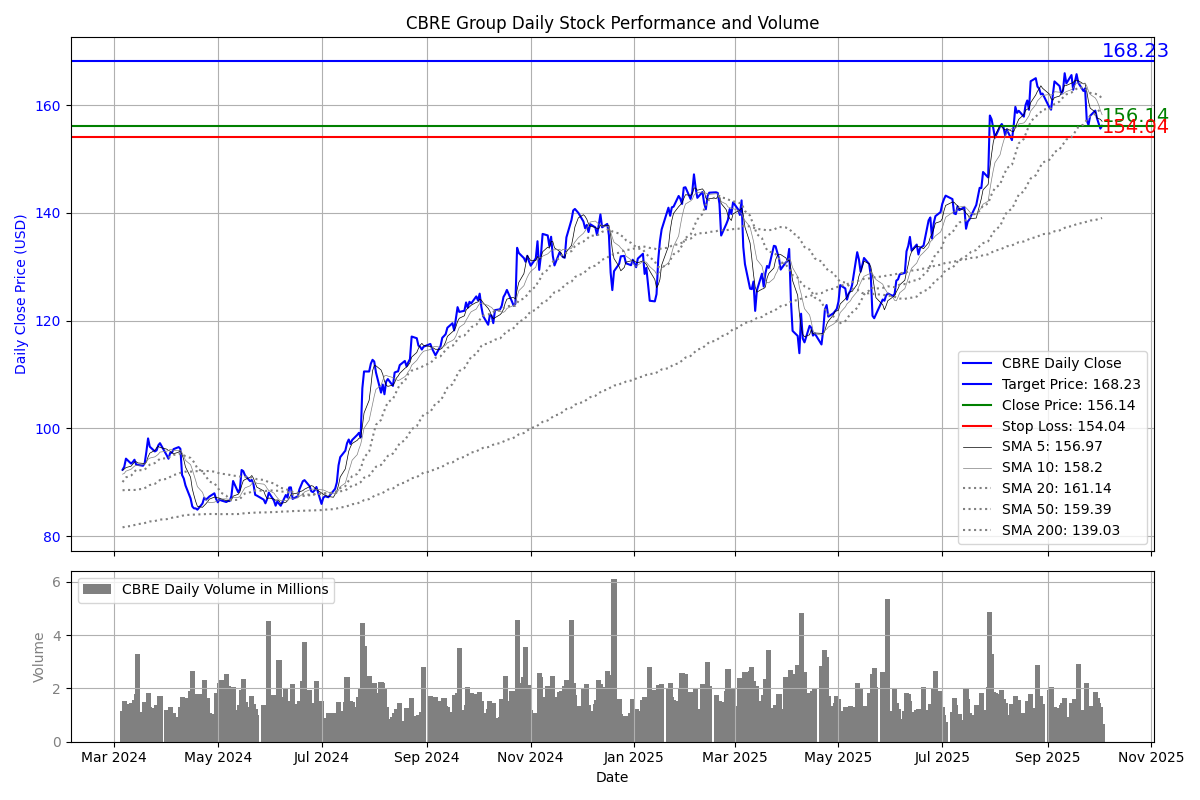 CBRE Group Daily Stock Performance and Volume
168.23
160
156.14
154.04
140
120
100
80
Daily Close Price (USD)
CBRE Daily Close
Target Price: 168.23
Close Price: 156.14
Stop Loss: 154.04
SMA 5: 156.97
SMA 10: 158.2
SMA 20: 161.14
SMA 50: 159.39
SMA 200: 139.03
6
4
2
0
Volume
CBRE Daily Volume in Millions
Mar 2024 May 2024 Jul 2024 Sep 2024 Nov 2024 Jan 2025 Mar 2025 May 2025 Jul 2025 Sep 2025 Nov 2025
Date